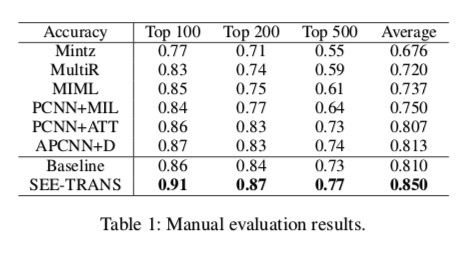 Accuracy Top 100 Top 200 Top 500 Average
Mintz 0.77 0.71 0.55 0.676
MultiR 0.83 0.74 0.59 0.720
MIML 0.85 0.75 0.61 0.737
PCNN+MIL 0.84 0.77 0.64 0.750
PCNN+ATT 0.86 0.83 0.73 0.807
APCNN+D 0.87 0.83 0.74 0.813
Baseline 0.86 0.84 0.73 0.810
SEE-TRANS 0.91 0.87 0.77 0.850
Table 1: Manual evaluation results.